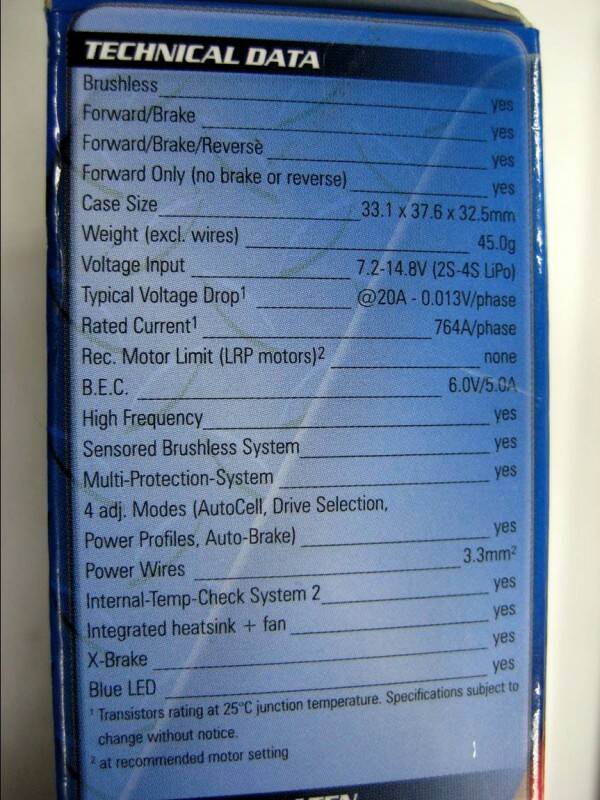 TECHNICAL DATA
Brushless yes
Forward/Brake yes
Forward/Brake/Reverse yes
Forward Only (no brake or reverse) yes
Case Size 33.1 x 37.6 x 32.5mm
Weight (excl. wires) 45.0g
Voltage Input 7.2-14.8V (2S-4S LiPo)
Typical Voltage Drop¹ @20A - 0.013V/phase
Rated Current¹ 764A/phase
Rec. Motor Limit (LRP motors)² none
B.E.C. 6.0V/5.0A
High Frequency yes
Sensored Brushless System yes
Multi-Protection-System yes
4 adj. Modes (AutoCell, Drive Selection,
Power Profiles, Auto-Brake) yes
Power Wires 3.3mm²
Internal-Temp-Check System 2 yes
Integrated heatsink + fan yes
X-Brake yes
Blue LED yes
¹ Transistors rating at 25°C junction temperature. Specifications subject to
change without notice.
² at recommended motor setting